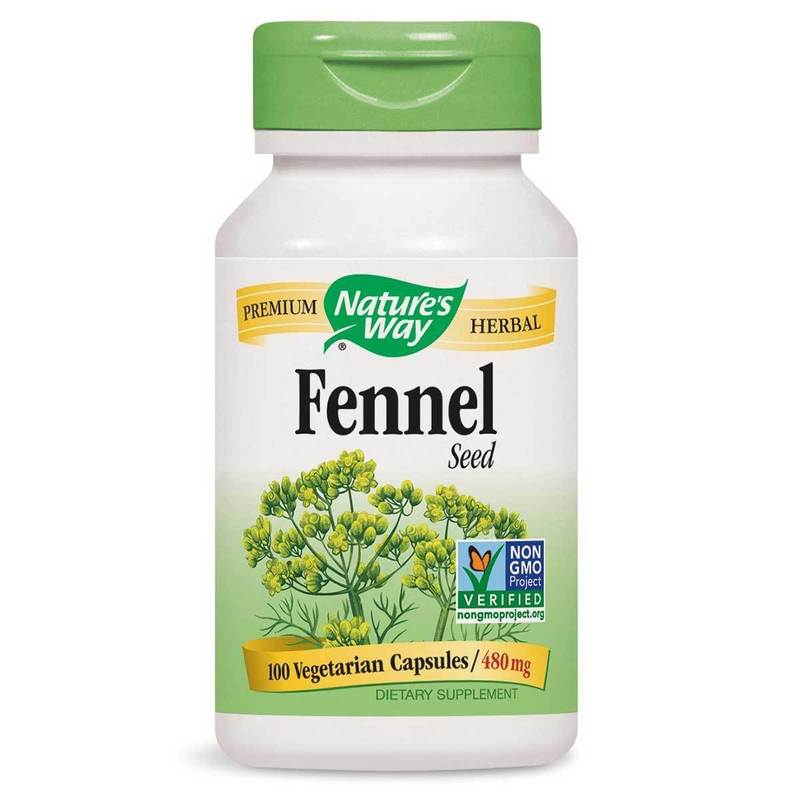 PREMIUM
Nature's
Way
®
HERBAL
Fennel
Seed
NON
GMO
Project
VERIFIED
nongmoproject.org
100 Vegetarian Capsules/480 mg
DIETARY SUPPLEMENT